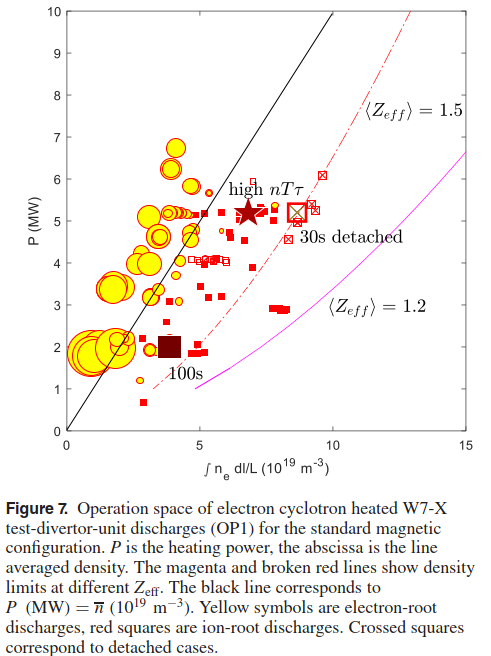 10
9
8
7
6
5
4
3
2
1
0
P (MW)
0
5
10
15
∫ nₑ dl/L (10¹⁹ m⁻³)
⟨Z_eff⟩ = 1.5
high nTτ
30s detached
⟨Z_eff⟩ = 1.2
100s
Figure 7. Operation space of electron cyclotron heated W7-X
test-divertor-unit discharges (OP1) for the standard magnetic
configuration. P is the heating power, the abscissa is the line
averaged density. The magenta and broken red lines show density
limits at different Z_eff. The black line corresponds to
P (MW) = n̅ (10¹⁹ m⁻³). Yellow symbols are electron-root
discharges, red squares are ion-root discharges. Crossed squares
correspond to detached cases.